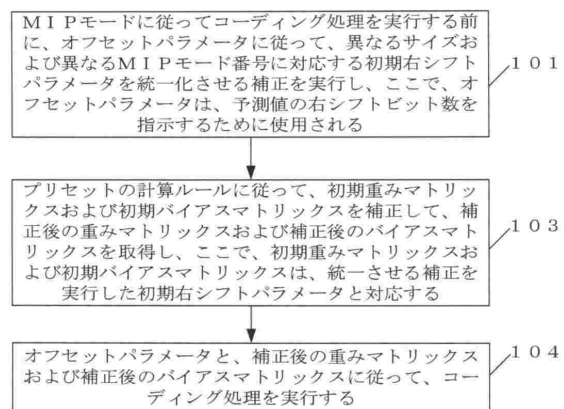 MIPモードに従ってコーディング処理を実行する前
に、オフセットパラメータに従って、異なるサイズお
よび異なるMIPモード番号に対応する初期右シフト
パラメータを統一化させる補正を実行し、ここで、オ
フセットパラメータは、予測値の右シフトビット数を
指示するために使用される
101
プリセットの計算ルールに従って、初期重みマトリッ
クスおよび初期バイアスマトリックスを補正して、補
正後の重みマトリックスおよび補正後のバイアスマト
リックスを取得し、ここで、初期重みマトリックスお
よび初期バイアスマトリックスは、統一させる補正を
実行した初期右シフトパラメータと対応する
103
オフセットパラメータと、補正後の重みマトリックス
および補正後のバイアスマトリックスに従って、コー
ディング処理を実行する
104